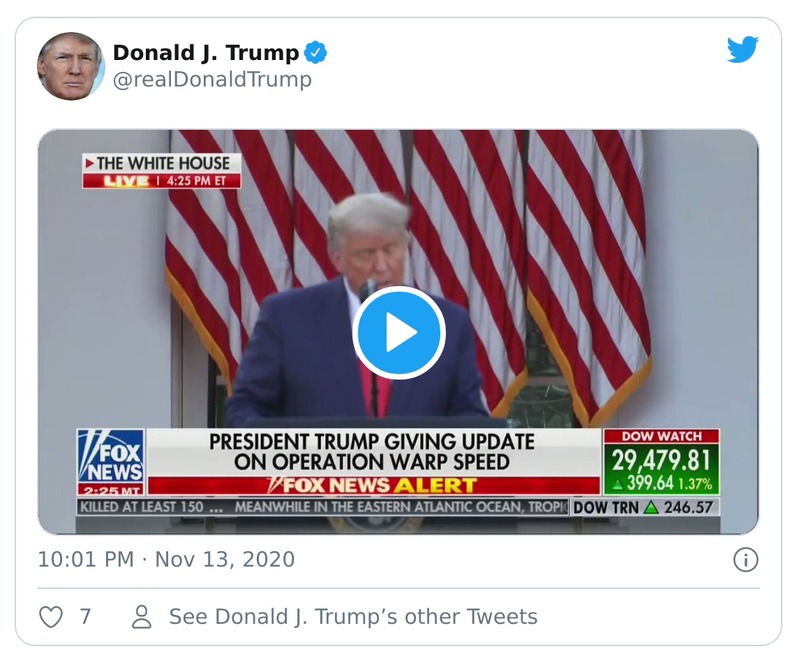 Donald J. Trump
@realDonaldTrump
THE WHITE HOUSE
LIVE | 4:25 PM ET
PRESIDENT TRUMP GIVING UPDATE
ON OPERATION WARP SPEED
FOX NEWS ALERT
FOX
NEWS
2:25 MT
DOW WATCH
29,479.81
399.64 1.37%
KILLED AT LEAST 150 ... MEANWHILE IN THE EASTERN ATLANTIC OCEAN, TROPI
DOW TRN 246.57
10:01 PM · Nov 13, 2020
7
See Donald J. Trump’s other Tweets